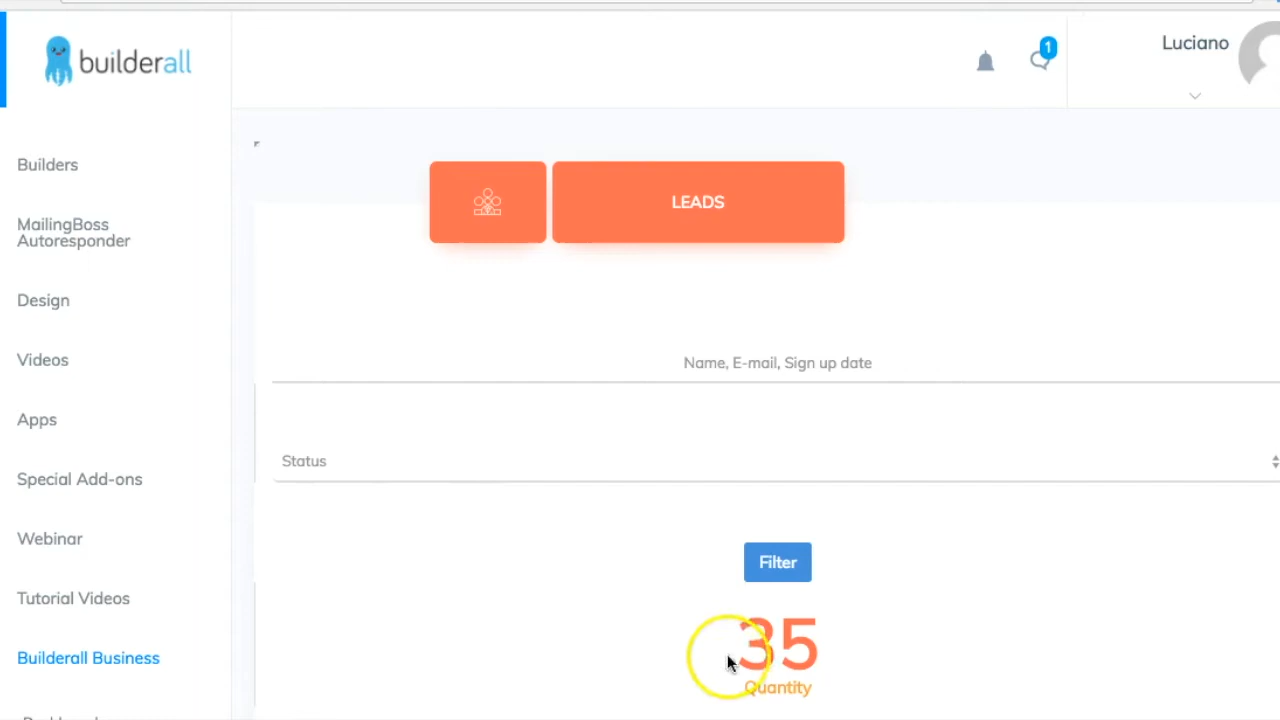 builderall
1
Luciano
Builders
MailingBoss
Autoresponder
Design
Videos
Apps
Special Add-ons
Webinar
Tutorial Videos
Builderall Business
LEADS
Name, E-mail, Sign up date
Status
Filter
35
Quantity